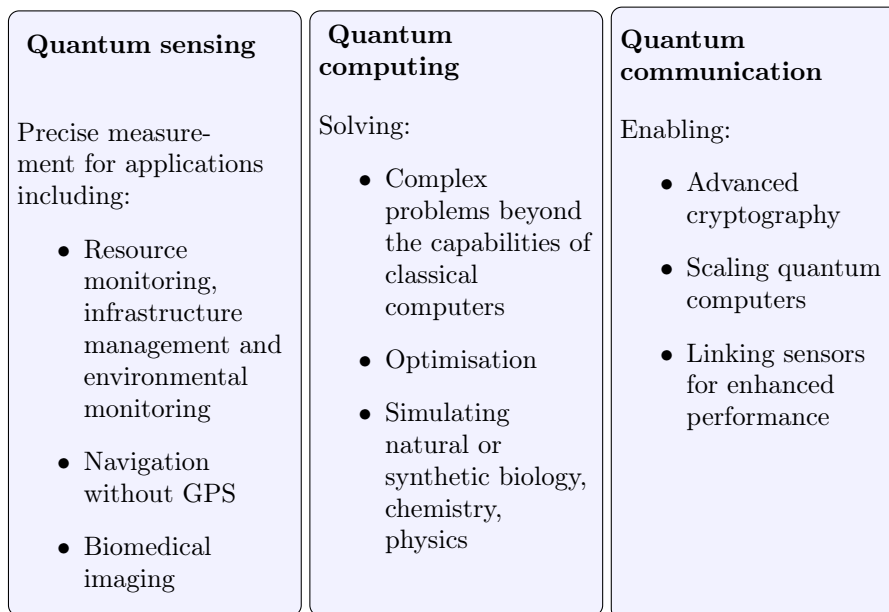 Quantum sensing
Precise measure-
ment for applications
including:
• Resource
monitoring,
infrastructure
management and
environmental
monitoring
• Navigation
without GPS
• Biomedical
imaging
Quantum
computing
Solving:
• Complex
problems beyond
the capabilities of
classical
computers
• Optimisation
• Simulating
natural or
synthetic biology,
chemistry,
physics
Quantum
communication
Enabling:
• Advanced
cryptography
• Scaling quantum
computers
• Linking sensors
for enhanced
performance